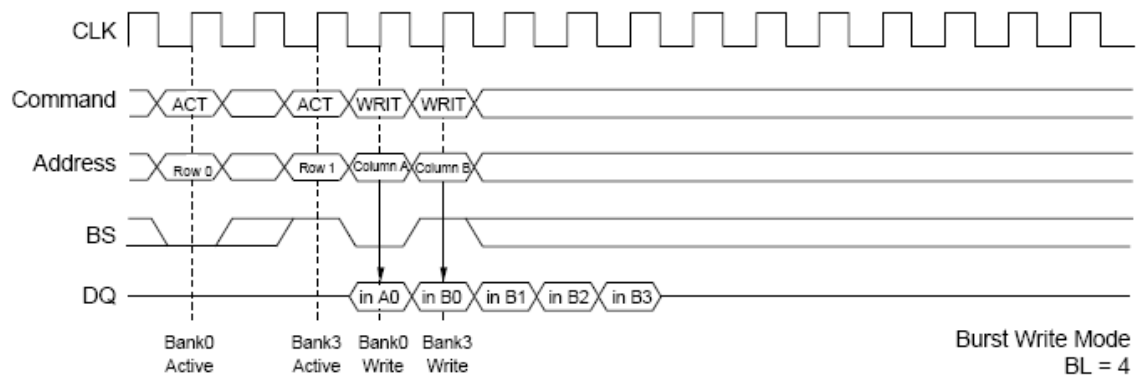 CLK
Command ACT ACT WRIT WRIT
Address Row 0 Row 1 Column A Column B
BS
DQ in A0 in B0 in B1 in B2 in B3
Bank0 Bank3 Bank0 Bank3
Active Active Write Write
Burst Write Mode
BL = 4